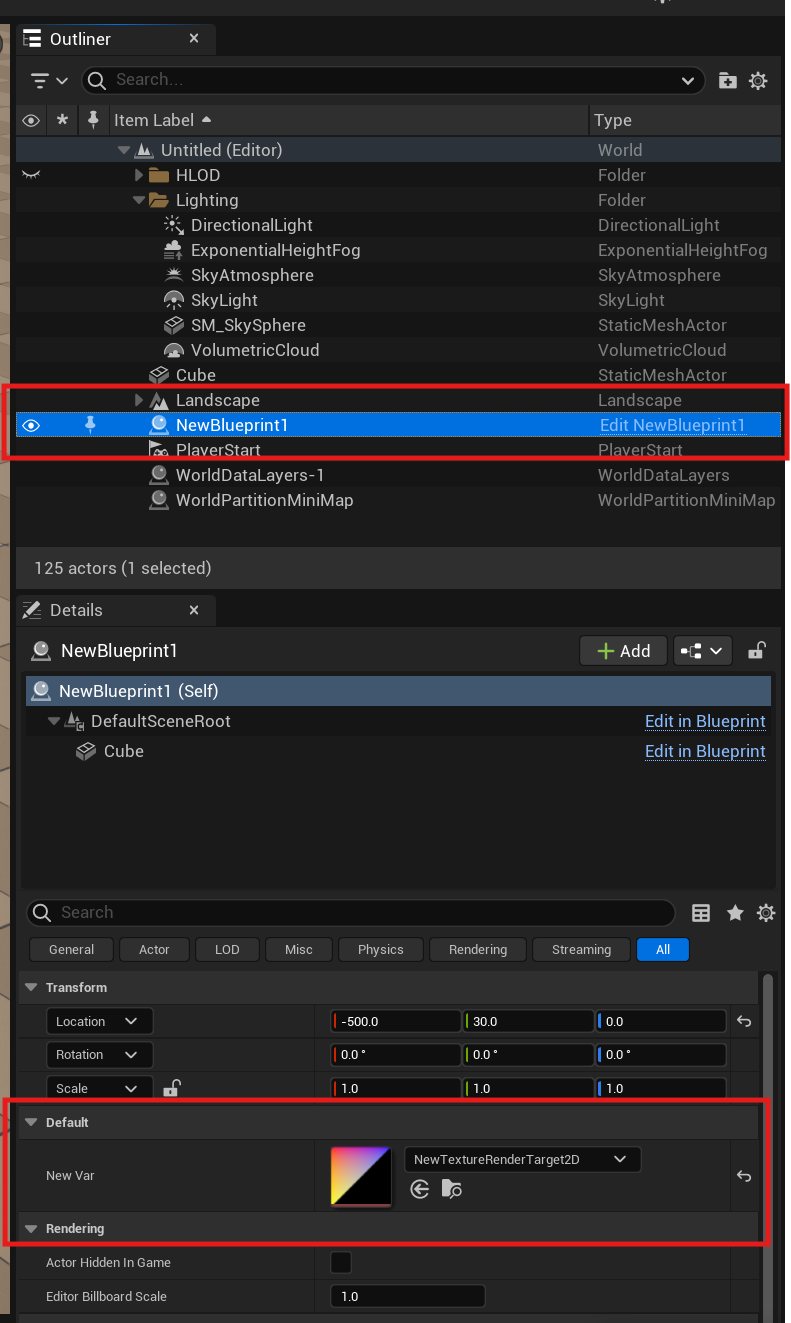 Outliner
Search...
Item Label Type
Untitled (Editor) World
HLOD Folder
Lighting Folder
DirectionalLight DirectionalLight
ExponentialHeightFog ExponentialHeightFog
SkyAtmosphere SkyAtmosphere
SkyLight SkyLight
SM_SkySphere StaticMeshActor
VolumetricCloud VolumetricCloud
Cube StaticMeshActor
Landscape Landscape
NewBlueprint1 Edit NewBlueprint1
PlayerStart PlayerStart
WorldDataLayers-1 WorldDataLayers
WorldPartitionMiniMap WorldPartitionMiniMap
125 actors (1 selected)
Details
NewBlueprint1 Add
NewBlueprint1 (Self)
DefaultSceneRoot Edit in Blueprint
Cube Edit in Blueprint
Search
General Actor LOD Misc Physics Rendering Streaming All
Transform
Location -500.0 30.0 0.0
Rotation 0.0 ° 0.0 ° 0.0 °
Scale 1.0 1.0 1.0
Default
NewTextureRenderTarget2D
New Var
Rendering
Actor Hidden In Game
Editor Billboard Scale 1.0